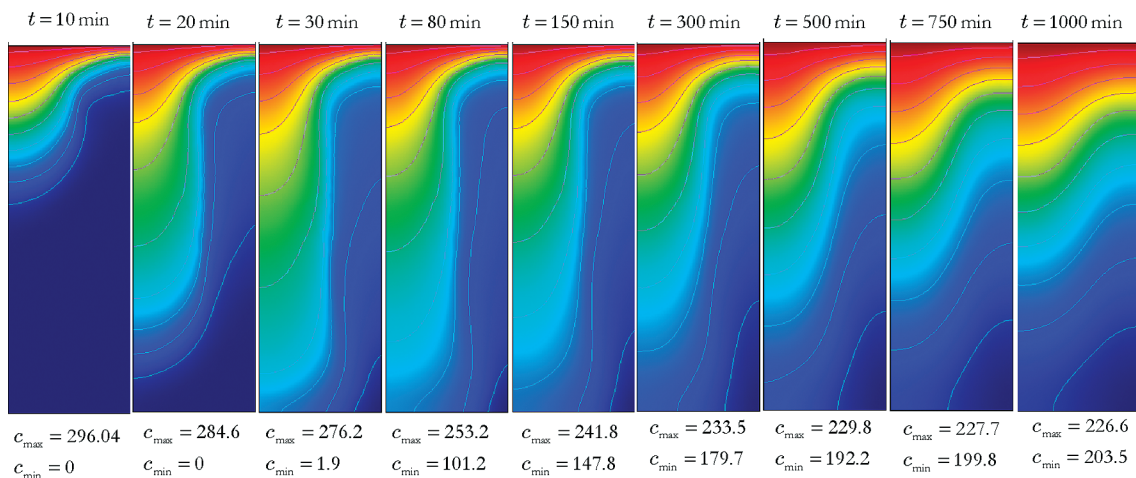 t = 10 min t = 20 min t = 30 min t = 80 min t = 150 min t = 300 min t = 500 min t = 750 min t = 1000 min
c_max = 296.04 c_max = 284.6 c_max = 276.2 c_max = 253.2 c_max = 241.8 c_max = 233.5 c_max = 229.8 c_max = 227.7 c_max = 226.6
c_min = 0 c_min = 0 c_min = 1.9 c_min = 101.2 c_min = 147.8 c_min = 179.7 c_min = 192.2 c_min = 199.8 c_min = 203.5